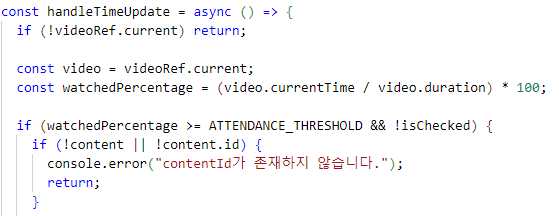 const handleTimeUpdate = async () => {
if (!videoRef.current) return;
const video = videoRef.current;
const watchedPercentage = (video.currentTime / video.duration) * 100;
if (watchedPercentage >= ATTENDANCE_THRESHOLD && !isChecked) {
if (!content || !content.id) {
console.error("contentId가 존재하지 않습니다.");
return;
}